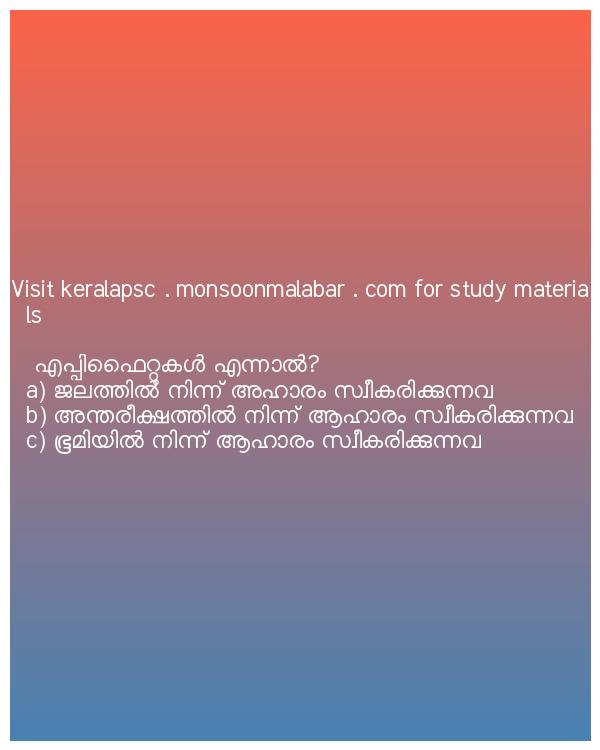 Visit keralapsc . monsoonmalabar . com for study materia
ls
എപ്പിഫൈറ്റുകൾ എന്നാൽ?
a) ജലത്തിൽ നിന്ന് അഹാരം സ്വീകരിക്കുന്നവ
b) അന്തരീക്ഷത്തിൽ നിന്ന് ആഹാരം സ്വീകരിക്കുന്നവ
c) ഭൂമിയിൽ നിന്ന് ആഹാരം സ്വീകരിക്കുന്നവ